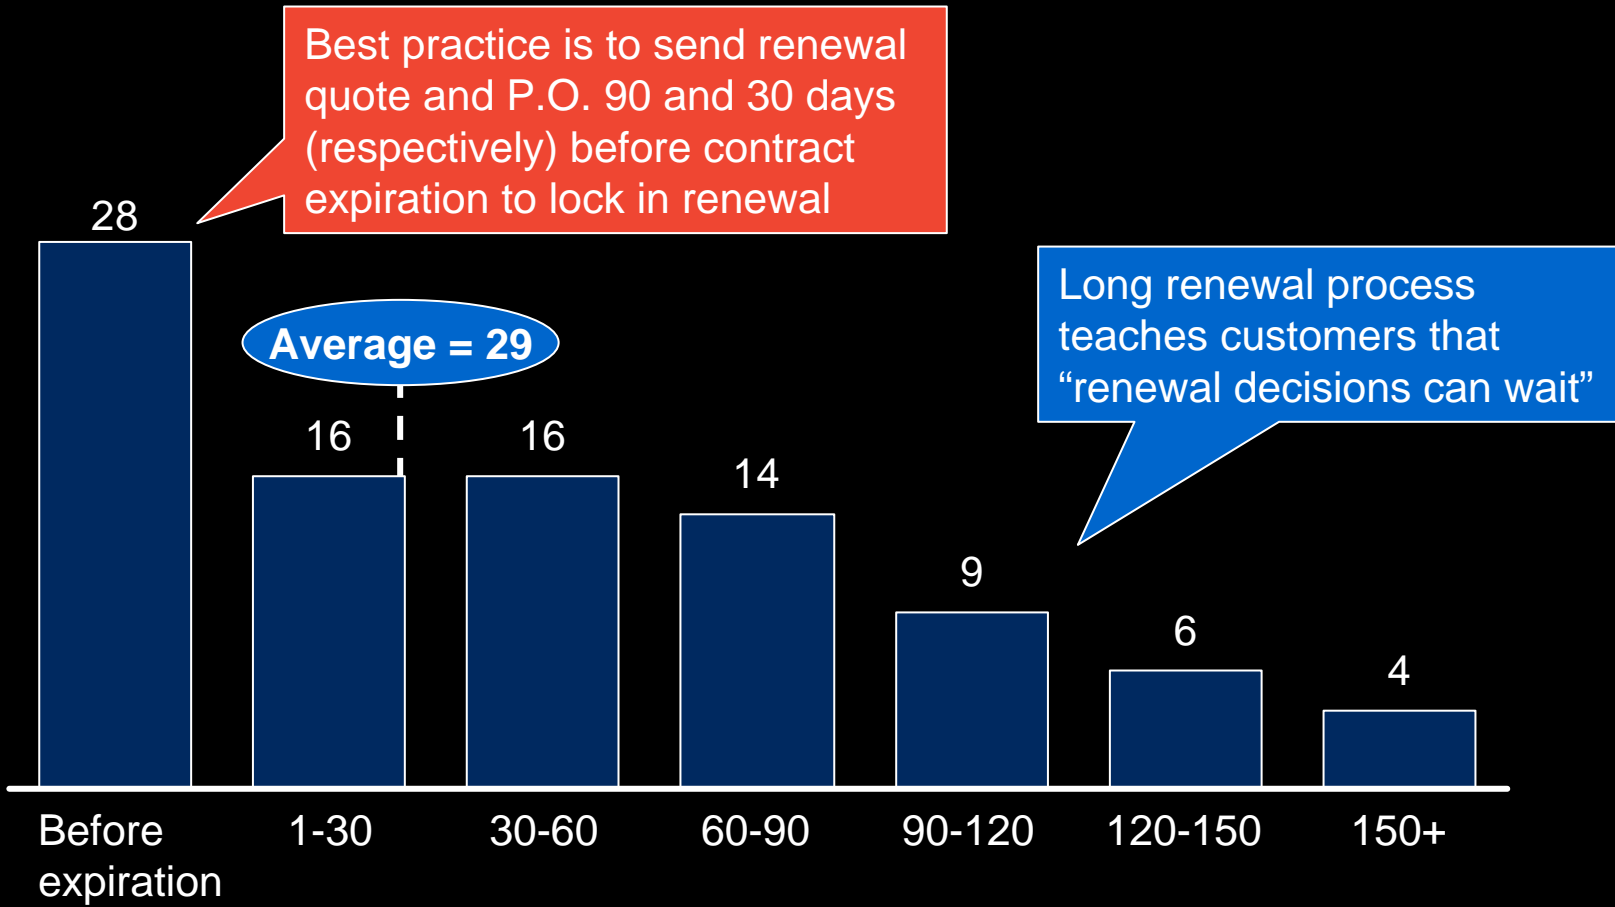 Best practice is to send renewal
quote and P.O. 90 and 30 days
(respectively) before contract
expiration to lock in renewal
28
Long renewal process
teaches customers that
“renewal decisions can wait”
Average = 29
16
16
14
9
6
4
Before
expiration
1-30
30-60
60-90
90-120
120-150
150+